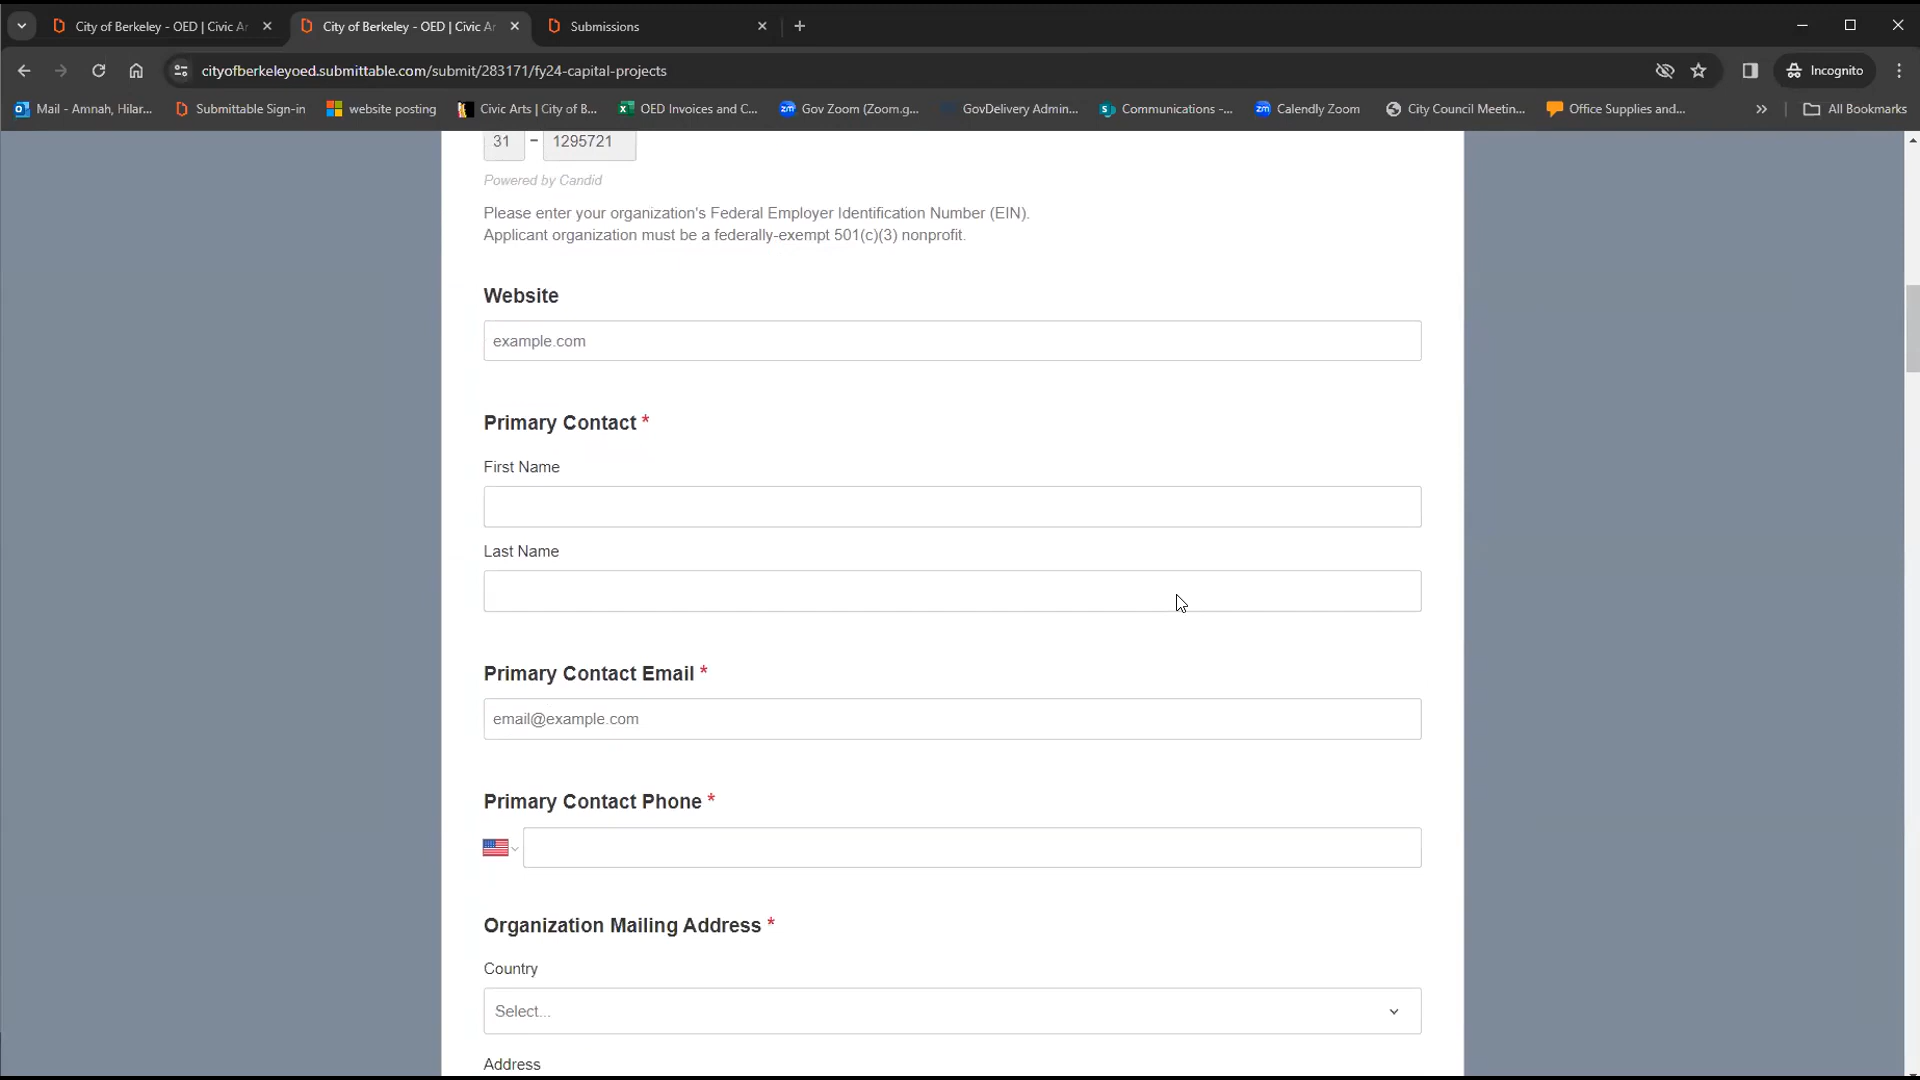 City of Berkeley - OED | Civic Ar
City of Berkeley - OED | Civic Ar
Submissions
cityofberkeleyoed.submittable.com/submit/283171/fy24-capital-projects
Incognito
Mail - Amnah, Hilar...
Submittable Sign-in
website posting
Civic Arts | City of B...
OED Invoices and C...
Gov Zoom (Zoom.g...
GovDelivery Admin...
Communications -...
Calendly Zoom
City Council Meetin...
Office Supplies and...
»
All Bookmarks
31 - 1295721
Powered by Candid
Please enter your organization's Federal Employer Identification Number (EIN).
Applicant organization must be a federally-exempt 501(c)(3) nonprofit.
Website
example.com
Primary Contact *
First Name
Last Name
Primary Contact Email *
email@example.com
Primary Contact Phone *
Organization Mailing Address *
Country
Select...
Address